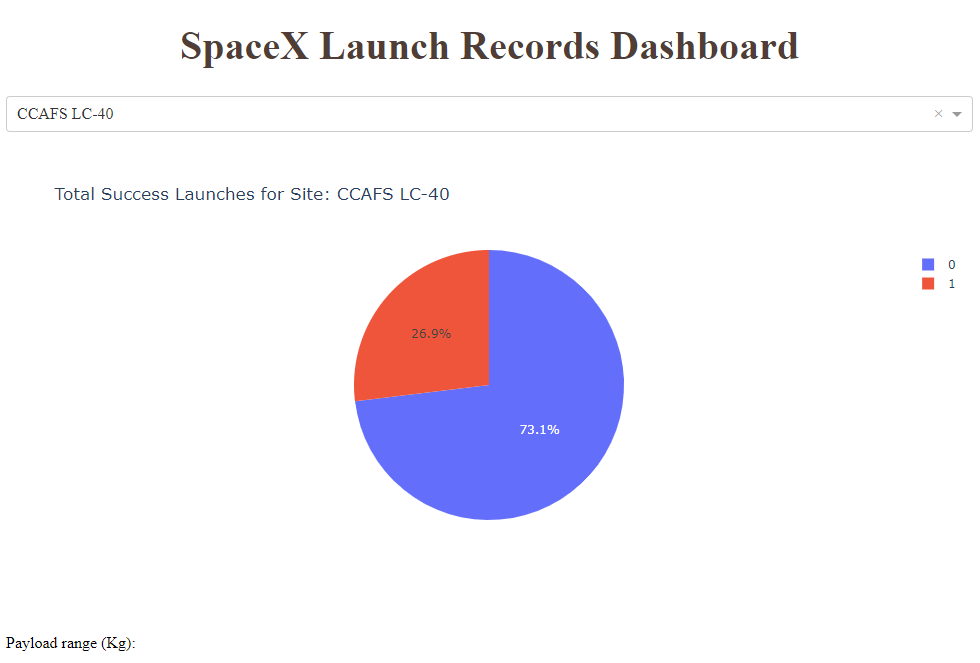 SpaceX Launch Records Dashboard
CCAFS LC-40
Total Success Launches for Site: CCAFS LC-40
0
1
26.9%
73.1%
Payload range (Kg):